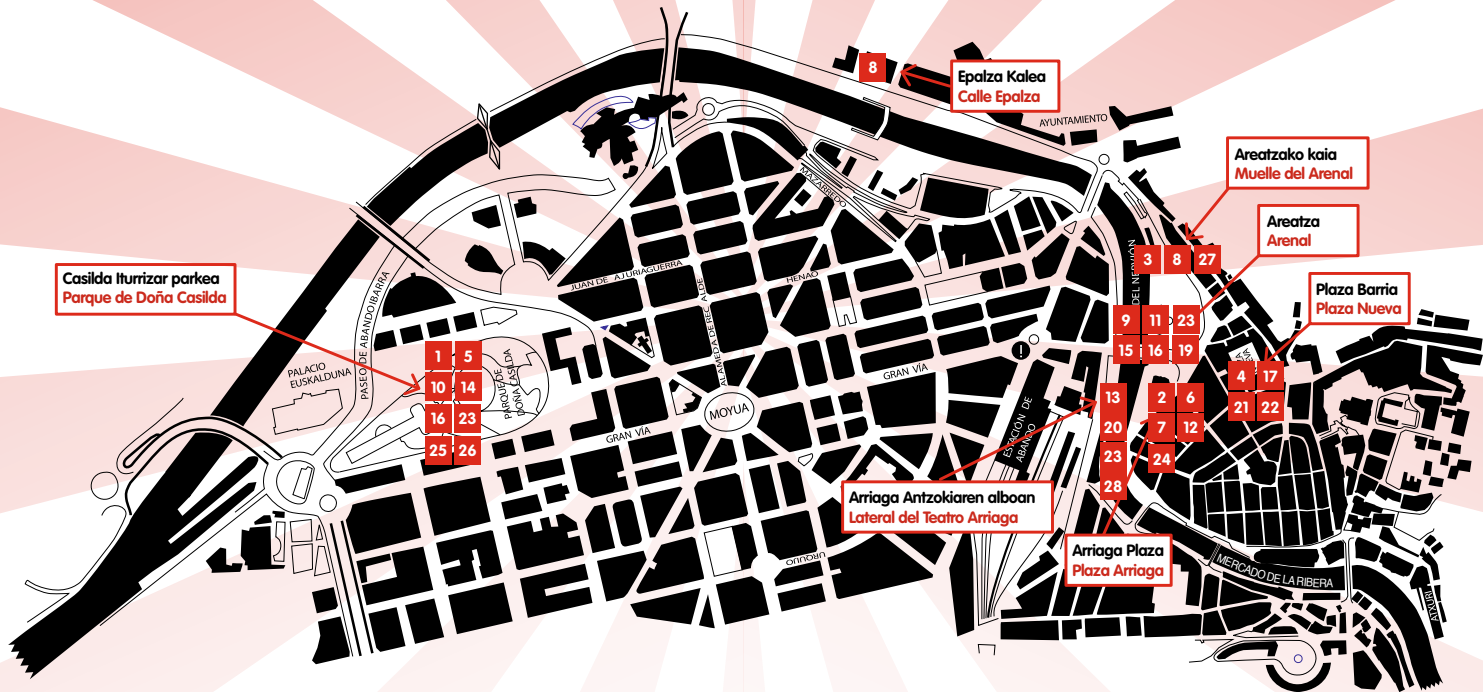 8
Epalza Kalea
Calle Epalza
AYUNTAMIENTO
Areatzako kaia
Muelle del Arenal
MAZARREDO
Areatza
Arenal
3 8 27
DEL NERVIÓN
Casilda Iturrizar parkea
Parque de Doña Casilda
JUAN DE AJURIAGUERRA
HENAO
PASEO DE ABANDOIBARRA
ALAMEDA DE RECALDE
Plaza Barria
Plaza Nueva
9 11 23
15 16 19
1 5
10 14
16 23
25 26
PALACIO
EUSKALDUNA
PARQUE DE
DOÑA CASILDA
!
GRAN VÍA
4 17
21 22
13
20
23
28
2 6
7 12
24
MOYUA
GRAN VÍA
ESTACIÓN DE
ABANDO
Arriaga Antzokiaren alboan
Lateral del Teatro Arriaga
Arriaga Plaza
Plaza Arriaga
URQUIJO
MERCADO DE LA RIBERA
ATXURI